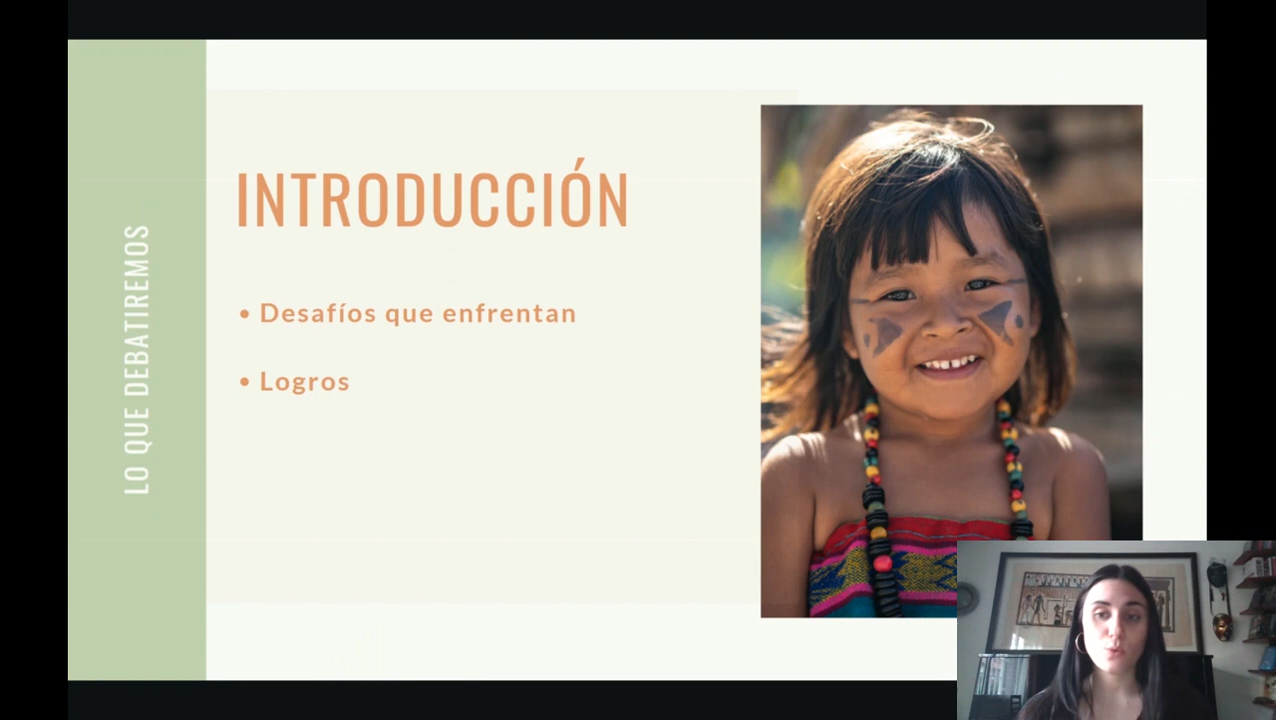 LO QUE DEBATIREMOS
INTRODUCCIÓN
• Desafíos que enfrentan
• Logros